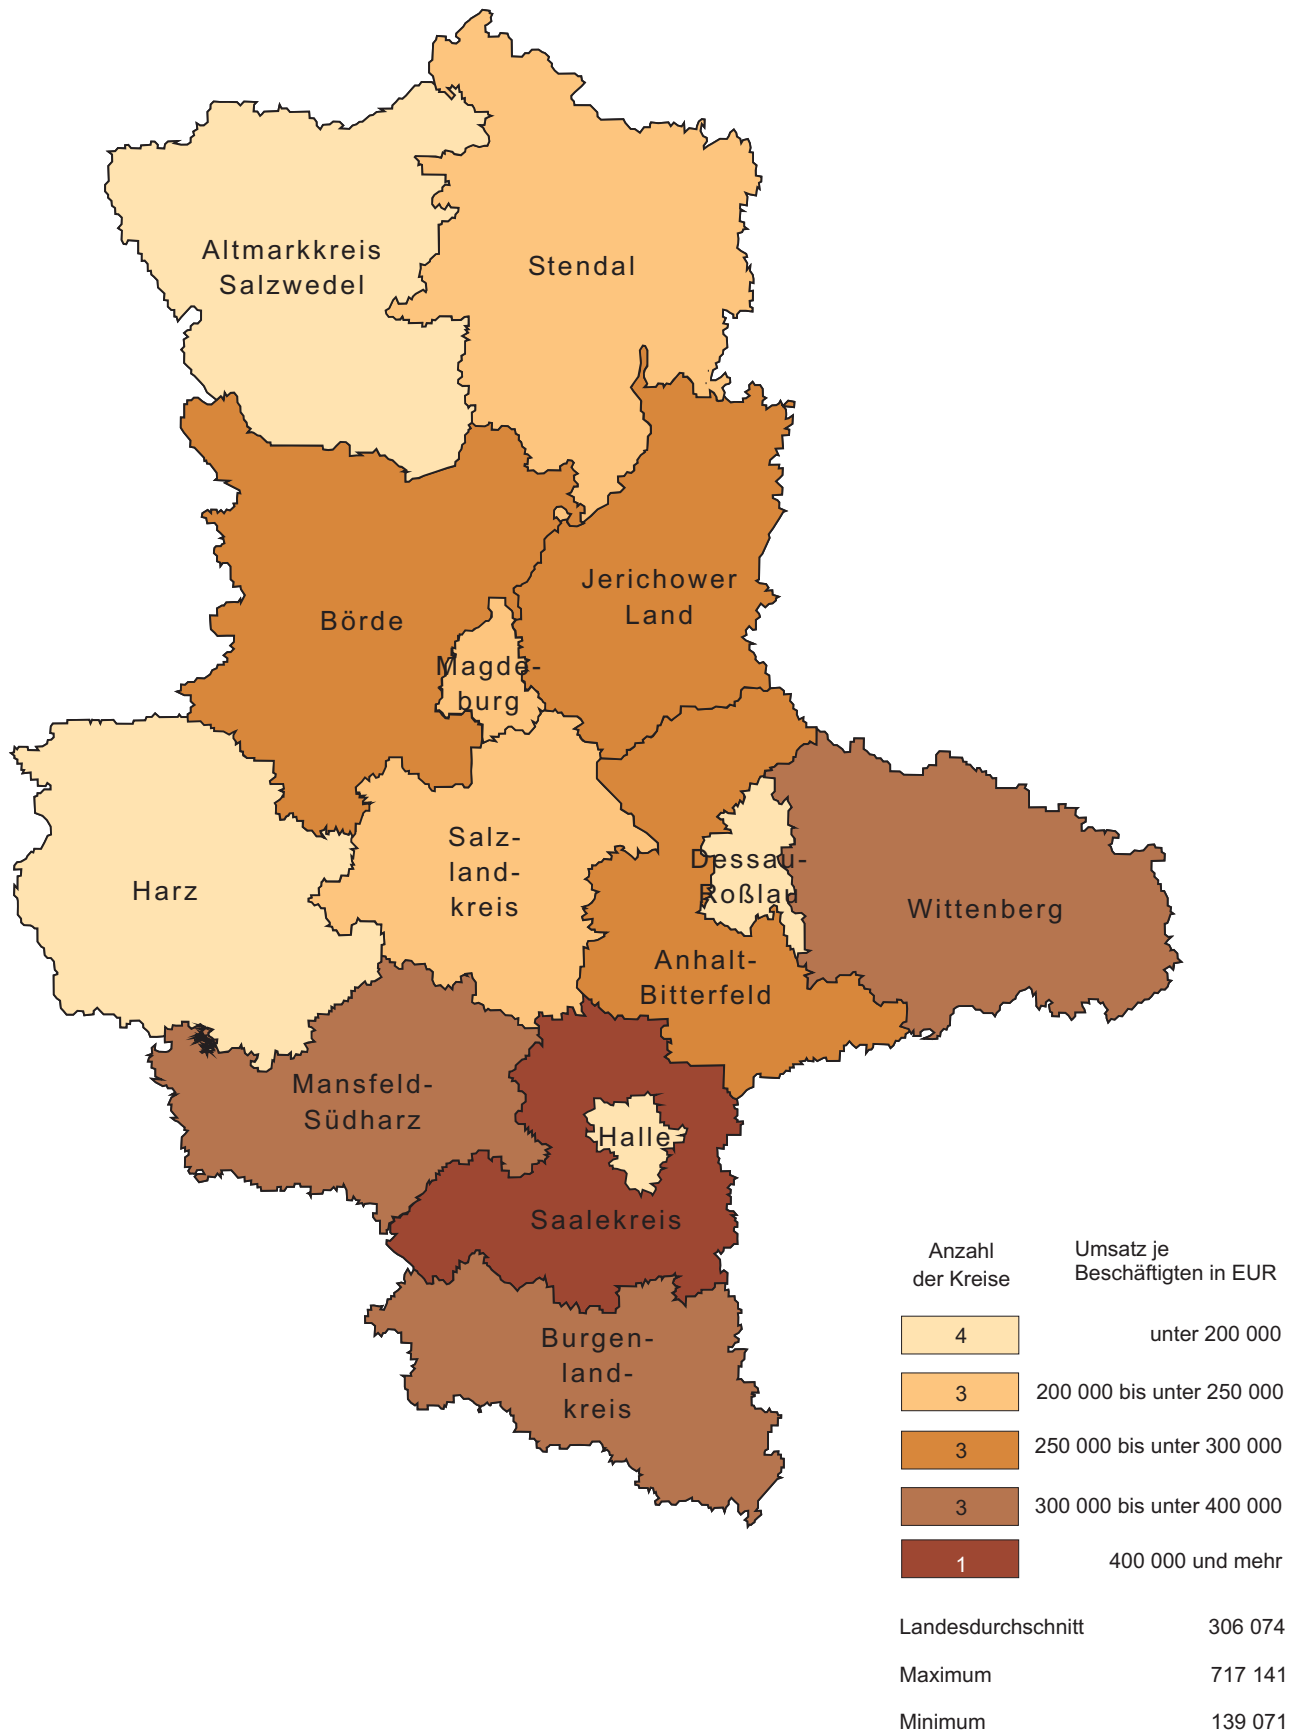 Altmarkkreis
Salzwedel
Stendal
Jerichower
Land
Börde
Magde-
burg
Salz-
land-
kreis
Harz
Dessau-
Roßlau
Wittenberg
Anhalt-
Bitterfeld
Mansfeld-
Südharz
Halle
Saalekreis
Burgen-
land-
kreis
Anzahl
der Kreise
Umsatz je
Beschäftigten in EUR
4 unter 200 000
3 200 000 bis unter 250 000
3 250 000 bis unter 300 000
3 300 000 bis unter 400 000
1 400 000 und mehr
Landesdurchschnitt 306 074
Maximum 717 141
Minimum 139 071